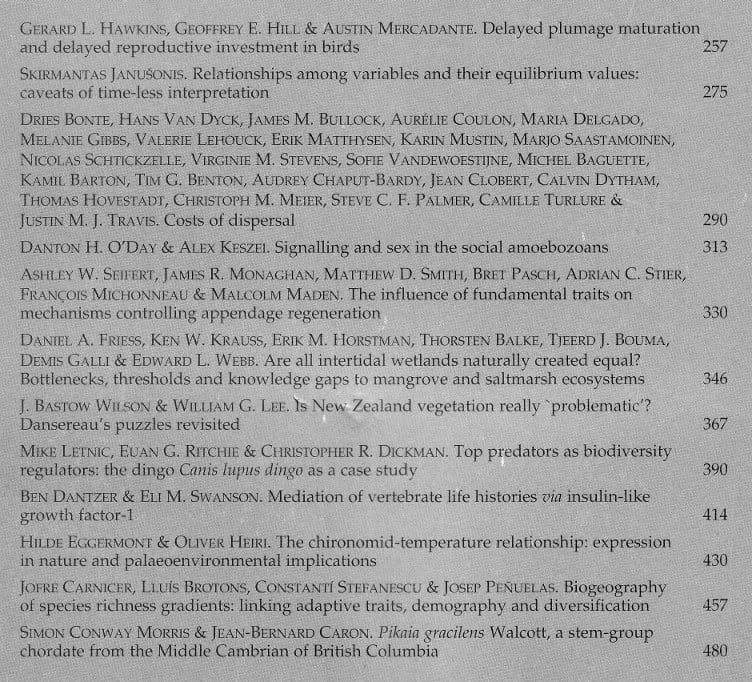 GERARD L. HAWKINS, GEOFFREY E. HILL & AUSTIN MERCADANTE. Delayed plumage maturation
and delayed reproductive investment in birds 257
SKIRMANTAS JANUŠONIS. Relationships among variables and their equilibrium values:
caveats of time-less interpretation 275
DRIES BONTE, HANS VAN DYCK, JAMES M. BULLOCK, AURÉLIE COULON, MARIA DELGADO,
MELANIE GIBBS, VALERIE LEHOUCK, ERIK MATTHYSEN, KARIN MUSTIN, MARJO SAASTAMOINEN,
NICOLAS SCHTICKZELLE, VIRGINIE M. STEVENS, SOFIE VANDEWOESTIJNE, MICHEL BAGUETTE,
KAMIL BARTON, TIM G. BENTON, AUDREY CHAPUT-BARDY, JEAN CLOBERT, CALVIN DYTHAM,
THOMAS HOVESTADT, CHRISTOPH M. MEIER, STEVE C. F. PALMER, CAMILLE TURLURE &
JUSTIN M. J. TRAVIS. Costs of dispersal 290
DANTON H. O'DAY & ALEX KESZEI. Signalling and sex in the social amoebozoans 313
ASHLEY W. SEIFERT, JAMES R. MONAGHAN, MATTHEW D. SMITH, BRET PASCH, ADRIAN C. STIER,
FRANÇOIS MICHONNEAU & MALCOLM MADEN. The influence of fundamental traits on
mechanisms controlling appendage regeneration 330
DANIEL A. FRIESS, KEN W. KRAUSS, ERIK M. HORSTMAN, THORSTEN BALKE, TJEERD J. BOUMA,
DEMIS GALLI & EDWARD L. WEBB. Are all intertidal wetlands naturally created equal?
Bottlenecks, thresholds and knowledge gaps to mangrove and saltmarsh ecosystems 346
J. BASTOW WILSON & WILLIAM G. LEE. Is New Zealand vegetation really `problematic'?
Dansereau's puzzles revisited 367
MIKE LETNIC, EUAN G. RITCHIE & CHRISTOPHER R. DICKMAN. Top predators as biodiversity
regulators: the dingo Canis lupus dingo as a case study 390
BEN DANTZER & ELI M. SWANSON. Mediation of vertebrate life histories via insulin-like
growth factor-1 414
HILDE EGGERMONT & OLIVER HEIRI. The chironomid-temperature relationship: expression
in nature and palaeoenvironmental implications 430
JOFRE CARNICER, LLUÍS BROTONS, CONSTANTÍ STEFANESCU & JOSEP PEÑUELAS. Biogeography
of species richness gradients: linking adaptive traits, demography and diversification 457
SIMON CONWAY MORRIS & JEAN-BERNARD CARON. Pikaia gracilens Walcott, a stem-group
chordate from the Middle Cambrian of British Columbia 480